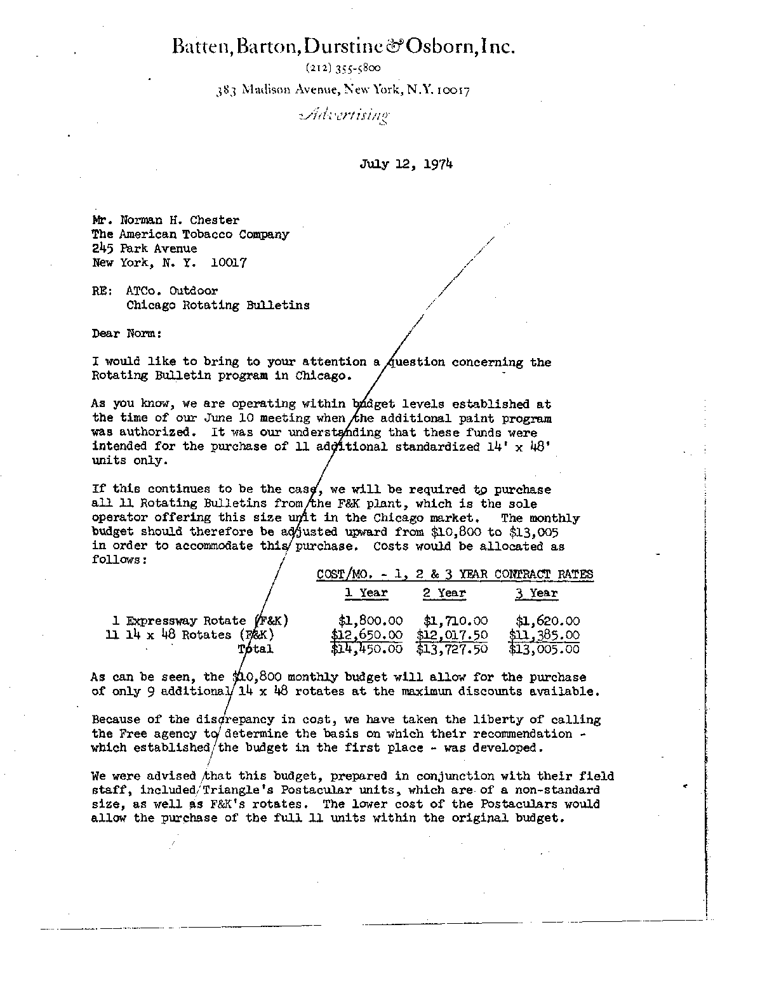 Batten, Barton, Durstine & Osborn, Inc.
(212) 355-5800
383 Madison Avenue, New York, N.Y. 10017
Advertising
July 12, 1974
Mr. Norman H. Chester
The American Tobacco Company
245 Park Avenue
New York, N. Y. 10017
RE: ATCo. Outdoor
Chicago Rotating Bulletins
Dear Norm:
I would like to bring to your attention a question concerning the
Rotating Bulletin program in Chicago.
As you know, we are operating within budget levels established at
the time of our June 10 meeting when the additional paint program
was authorized. It was our understanding that these funds were
intended for the purchase of 11 additional standardized 14' x 48'
units only.
If this continues to be the case, we will be required to purchase
all 11 Rotating Bulletins from the F&K plant, which is the sole
operator offering this size unit in the Chicago market. The monthly
budget should therefore be adjusted upward from $10,800 to $13,005
in order to accommodate this purchase. Costs would be allocated as
follows:
COST/MO. - 1, 2 & 3 YEAR CONTRACT RATES
1 Year 2 Year 3 Year
1 Expressway Rotate (F&K) $1,800.00 $1,710.00 $1,620.00
11 14 x 48 Rotates (F&K) $12,650.00 $12,017.50 $11,385.00
Total $14,450.00 $13,727.50 $13,005.00
As can be seen, the $10,800 monthly budget will allow for the purchase
of only 9 additional 14 x 48 rotates at the maximun discounts available.
Because of the discrepancy in cost, we have taken the liberty of calling
the Free agency to determine the basis on which their recommendation -
which established the budget in the first place - was developed.
We were advised that this budget, prepared in conjunction with their field
staff, included Triangle's Postacular units, which are of a non-standard
size, as well as F&K's rotates. The lower cost of the Postaculars would
allow the purchase of the full 11 units within the original budget.